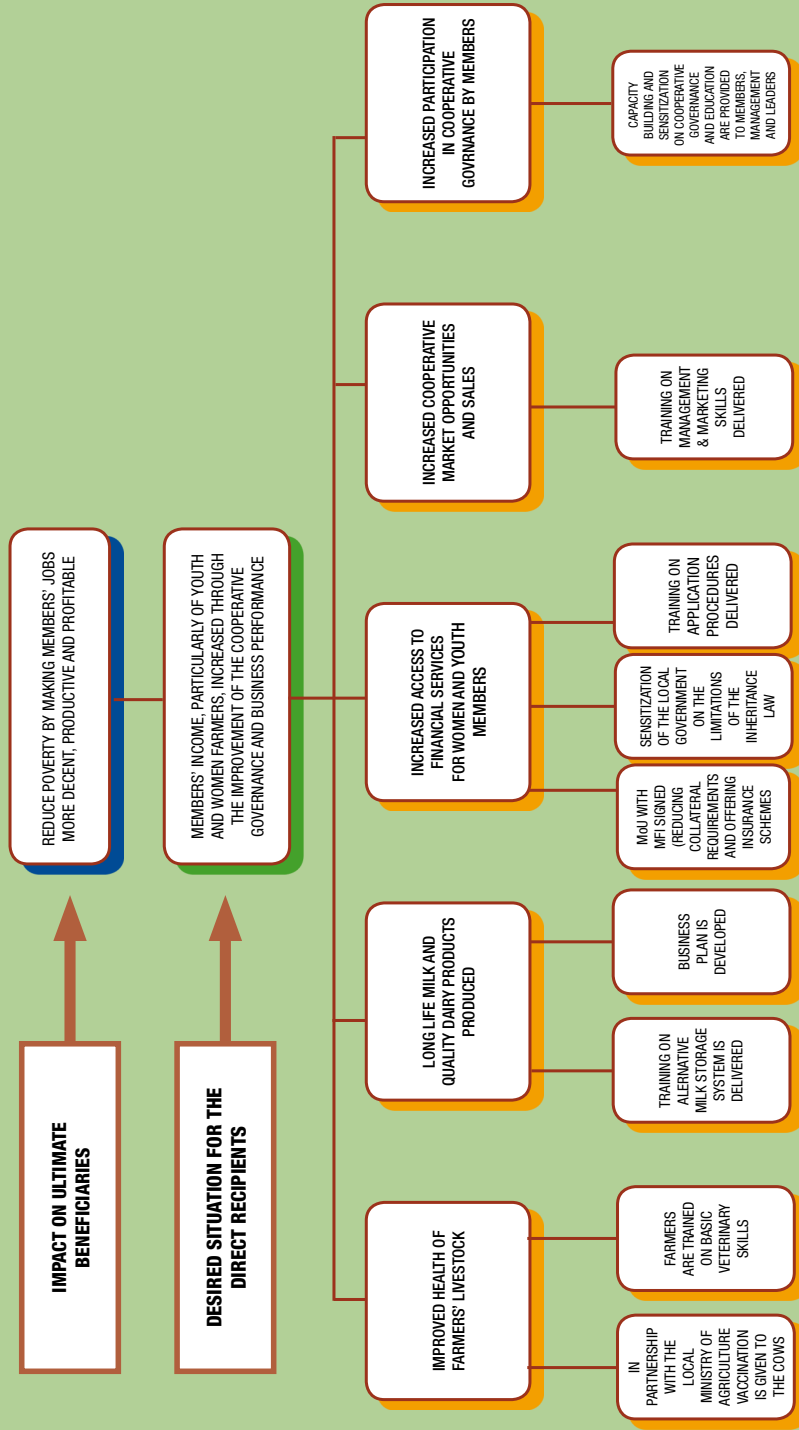 IMPACT ON ULTIMATE
BENEFICIARIES
REDUCE POVERTY BY MAKING MEMBERS' JOBS
MORE DECENT, PRODUCTIVE AND PROFITABLE
DESIRED SITUATION FOR THE
DIRECT RECIPIENTS
MEMBERS' INCOME, PARTICULARLY OF YOUTH
AND WOMEN FARMERS, INCREASED THROUGH
THE IMPROVEMENT OF THE COOPERATIVE
GOVERNANCE AND BUSINESS PERFORMANCE
IMPROVED HEALTH OF
FARMERS' LIVESTOCK
LONG LIFE MILK AND
QUALITY DAIRY PRODUCTS
PRODUCED
INCREASED ACCESS TO
FINANCIAL SERVICES
FOR WOMEN AND YOUTH
MEMBERS
INCREASED COOPERATIVE
MARKET OPPORTUNITIES
AND SALES
INCREASED PARTICIPATION
IN COOPERATIVE
GOVRNANCE BY MEMBERS
IN
PARTNERSHIP
WITH THE
LOCAL
MINISTRY OF
AGRICULTURE
VACCINATION
IS GIVEN TO
THE COWS
FARMERS
ARE TRAINED
ON BASIC
VETERINARY
SKILLS
TRAINING ON
ALERNATIVE
MILK STORAGE
SYSTEM IS
DELIVERED
BUSINESS
PLAN IS
DEVELOPED
MoU WITH
MFI SIGNED
(REDUCING
COLLATERAL
REQUIREMENTS
AND OFFERING
INSURANCE
SCHEMES
SENSITIZATION
OF THE LOCAL
GOVERNMENT
ON THE
LIMITATIONS
OF THE
INHERITANCE
LAW
TRAINING ON
APPLICATION
PROCEDURES
DELIVERED
TRAINING ON
MANAGEMENT
& MARKETING
SKILLS
DELIVERED
CAPACITY
BUILDING AND
SENSITIZATION
ON COOPERATIVE
GOVERNANCE
AND EDUCATION
ARE PROVIDED
TO MEMBERS,
MANAGEMENT
AND LEADERS